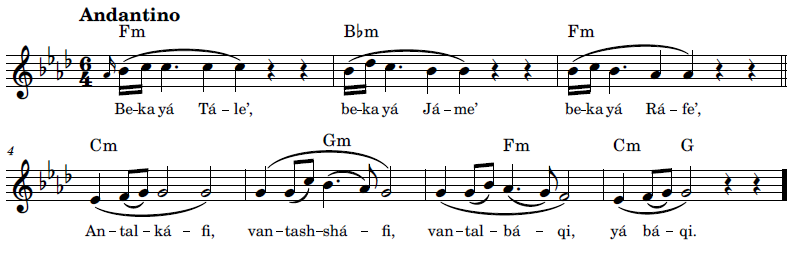 Andantino
Fm B♭m Fm
6
4
Be-ka yá Tá-le’, be-ka yá Já-me’ be-ka yá Rá-fe’,
4
Cm Gm Fm Cm G
An-tal-ká-fi, van-tash-shá-fi, van-tal-bá-qi, yá bá-qi.